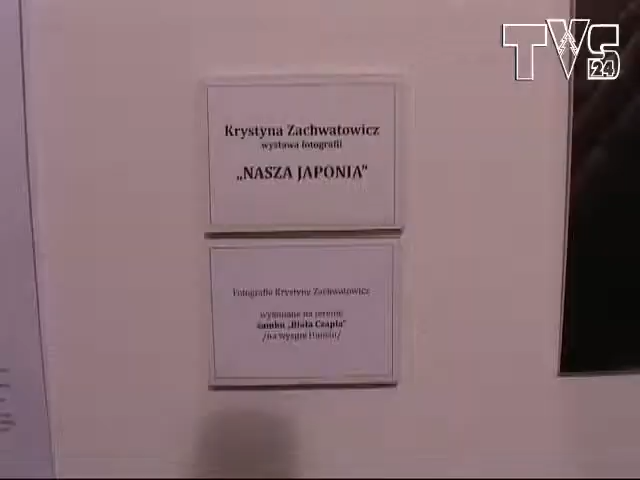 TVS
24
Krystyna Zachwatowicz
wystawa fotografii
„NASZA JAPONIA"
Fotografie Krystyny Zachwatowicz
wykonane na terenie
zamku „Biała Czapla"
/na wyspie Honsiu/